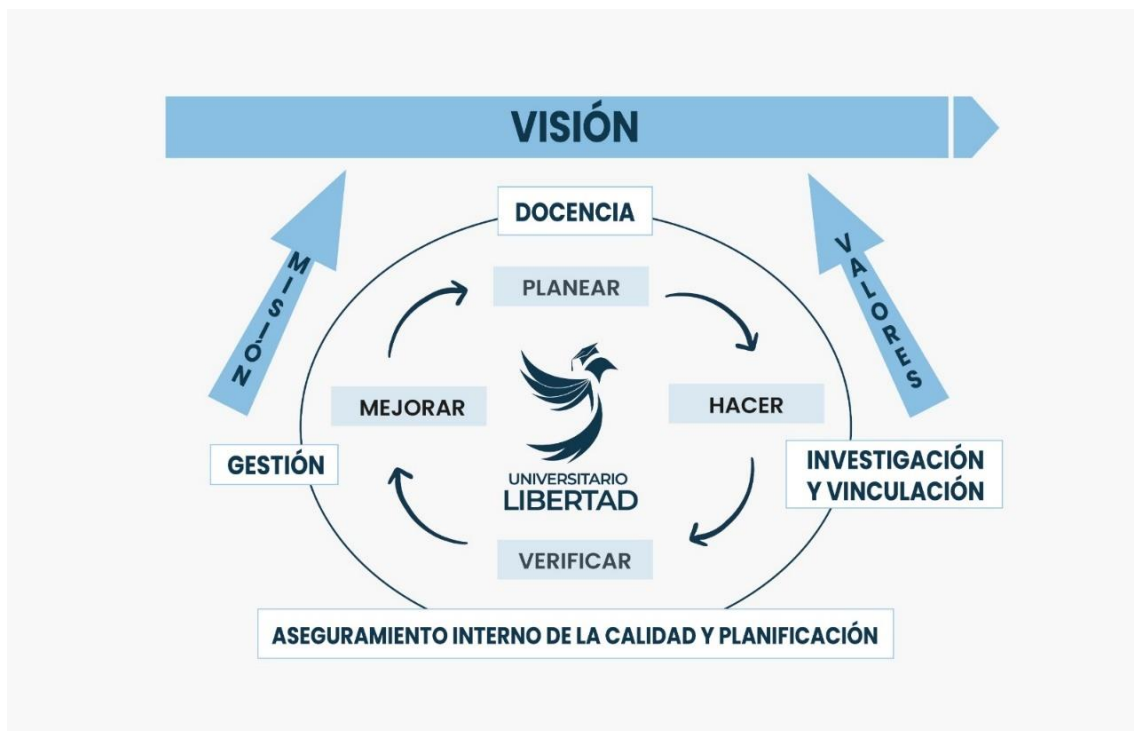 VISIÓN
MISIÓN
VALORES
DOCENCIA
PLANEAR
MEJORAR
HACER
GESTIÓN
UNIVERSITARIO
LIBERTAD
INVESTIGACIÓN
Y VINCULACIÓN
VERIFICAR
ASEGURAMIENTO INTERNO DE LA CALIDAD Y PLANIFICACIÓN